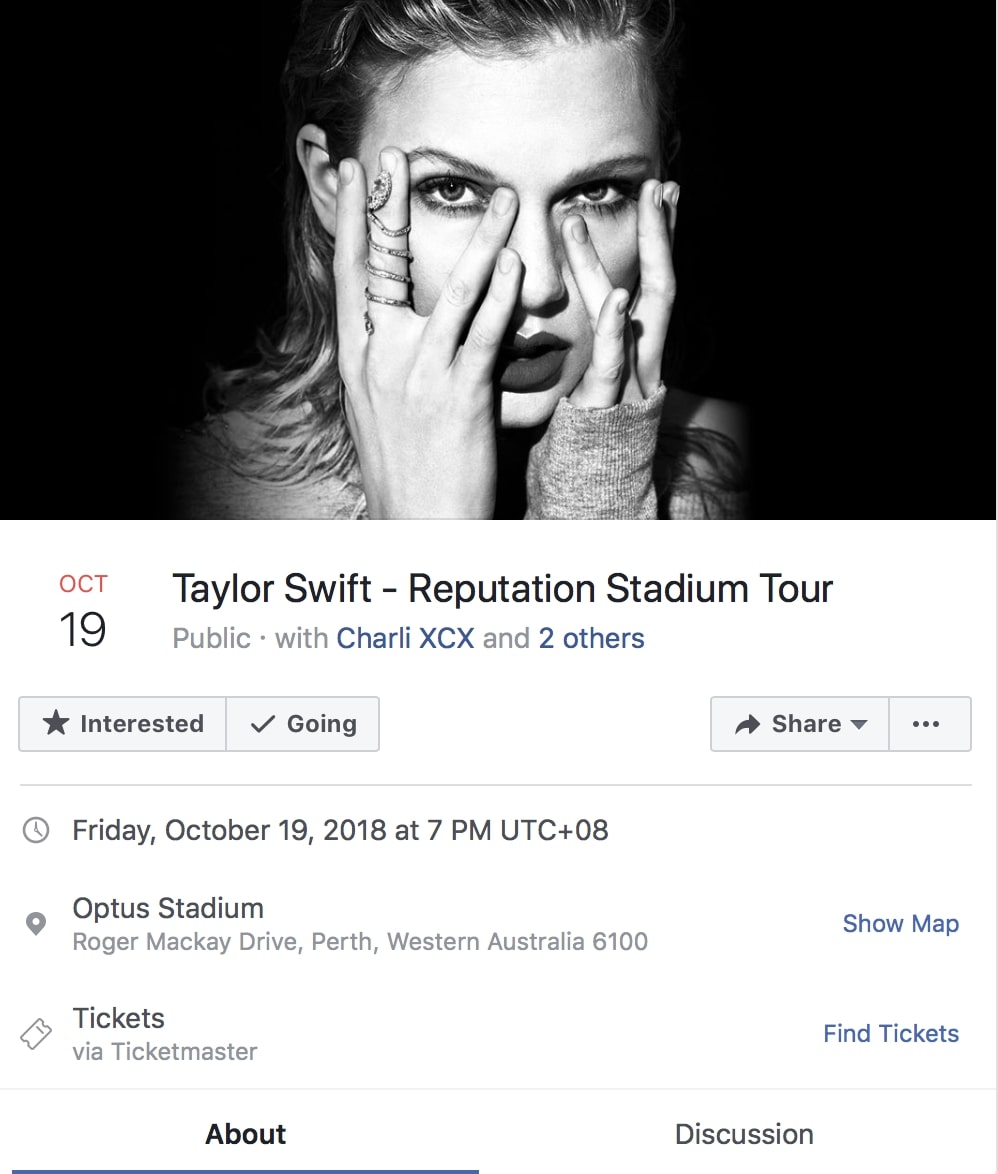 OCT
19
Taylor Swift - Reputation Stadium Tour
Public · with Charli XCX and 2 others
Interested
Going
Share
Friday, October 19, 2018 at 7 PM UTC+08
Optus Stadium
Roger Mackay Drive, Perth, Western Australia 6100
Show Map
Tickets
via Ticketmaster
Find Tickets
About
Discussion